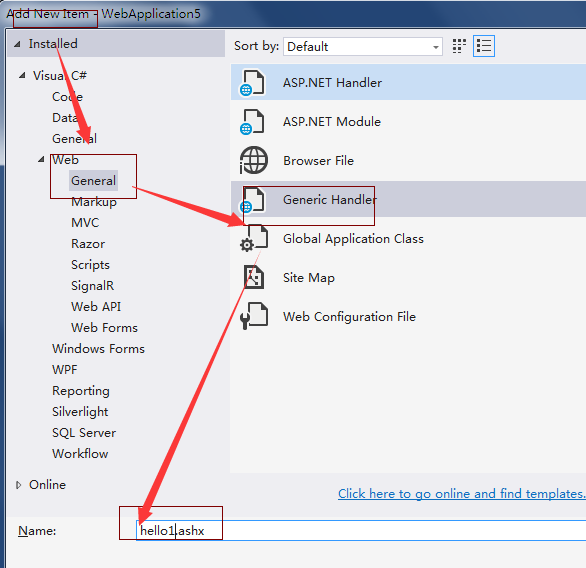 Add New Item - WebApplication5
Installed
Sort by: Default
Visual C#
Code
Data
General
Web
General
Markup
MVC
Razor
Scripts
SignalR
Web API
Web Forms
Windows Forms
WPF
Reporting
Silverlight
SQL Server
Workflow
Online
ASP.NET Handler
ASP.NET Module
Browser File
Generic Handler
Global Application Class
Site Map
Web Configuration File
Click here to go online and find templates.
Name: hello1.ashx